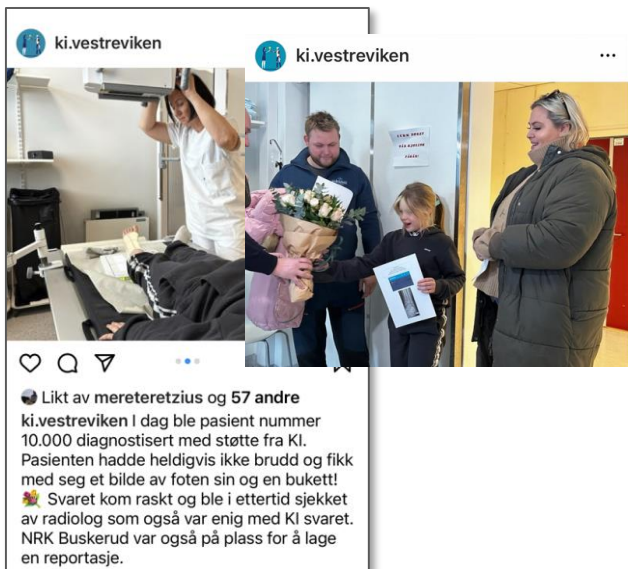 ki.vestreviken
ki.vestreviken
Likt av mereteretzius og 57 andre
ki.vestreviken I dag ble pasient nummer
10.000 diagnostisert med støtte fra KI.
Pasienten hadde heldigvis ikke brudd og fikk
med seg et bilde av foten sin og en bukett!
💐 Svaret kom raskt og ble i ettertid sjekket
av radiolog som også var enig med KI svaret.
NRK Buskerud var også på plass for å lage
en reportasje.